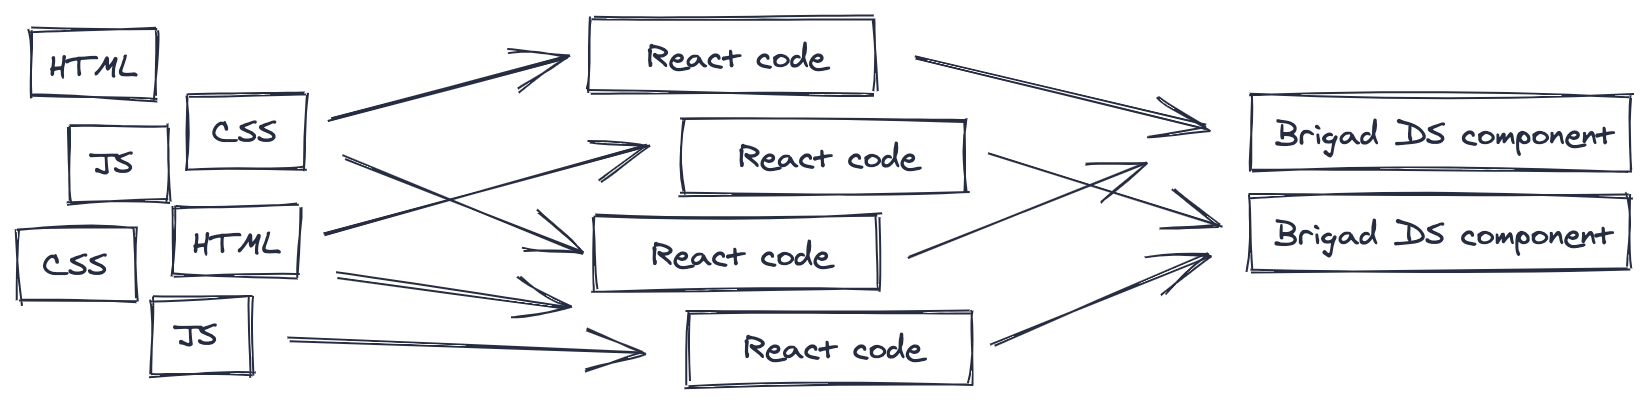 HTML
CSS
JS
HTML
CSS
JS
React code
React code
React code
React code
Brigad DS component
Brigad DS component